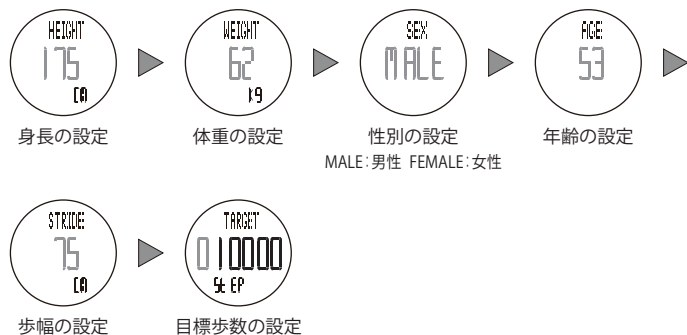 HEIGHT
175
CM
身長の設定
WEIGHT
62
kg
体重の設定
SEX
MALE
性別の設定
MALE：男性 FEMALE：女性
AGE
53
年齢の設定
STRIDE
75
CM
歩幅の設定
TARGET
010000
StEP
目標歩数の設定